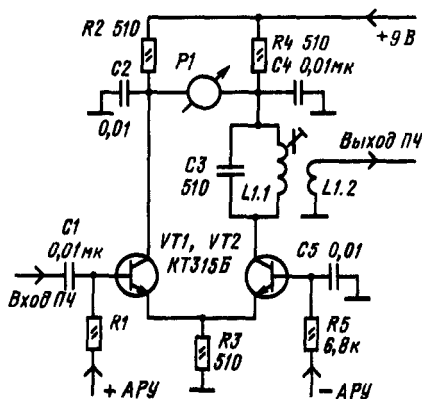 R2 510
R4 510
+9 В
C2
P1
C4 0,01мк
0,01
Выход ПЧ
C3
510
L1.1
L1.2
C1
0,01мк
VT1, VT2
КТ315Б
C5 0,01
Вход ПЧ
R1
R3
510
R5
6,8к
+ АРУ
– АРУ